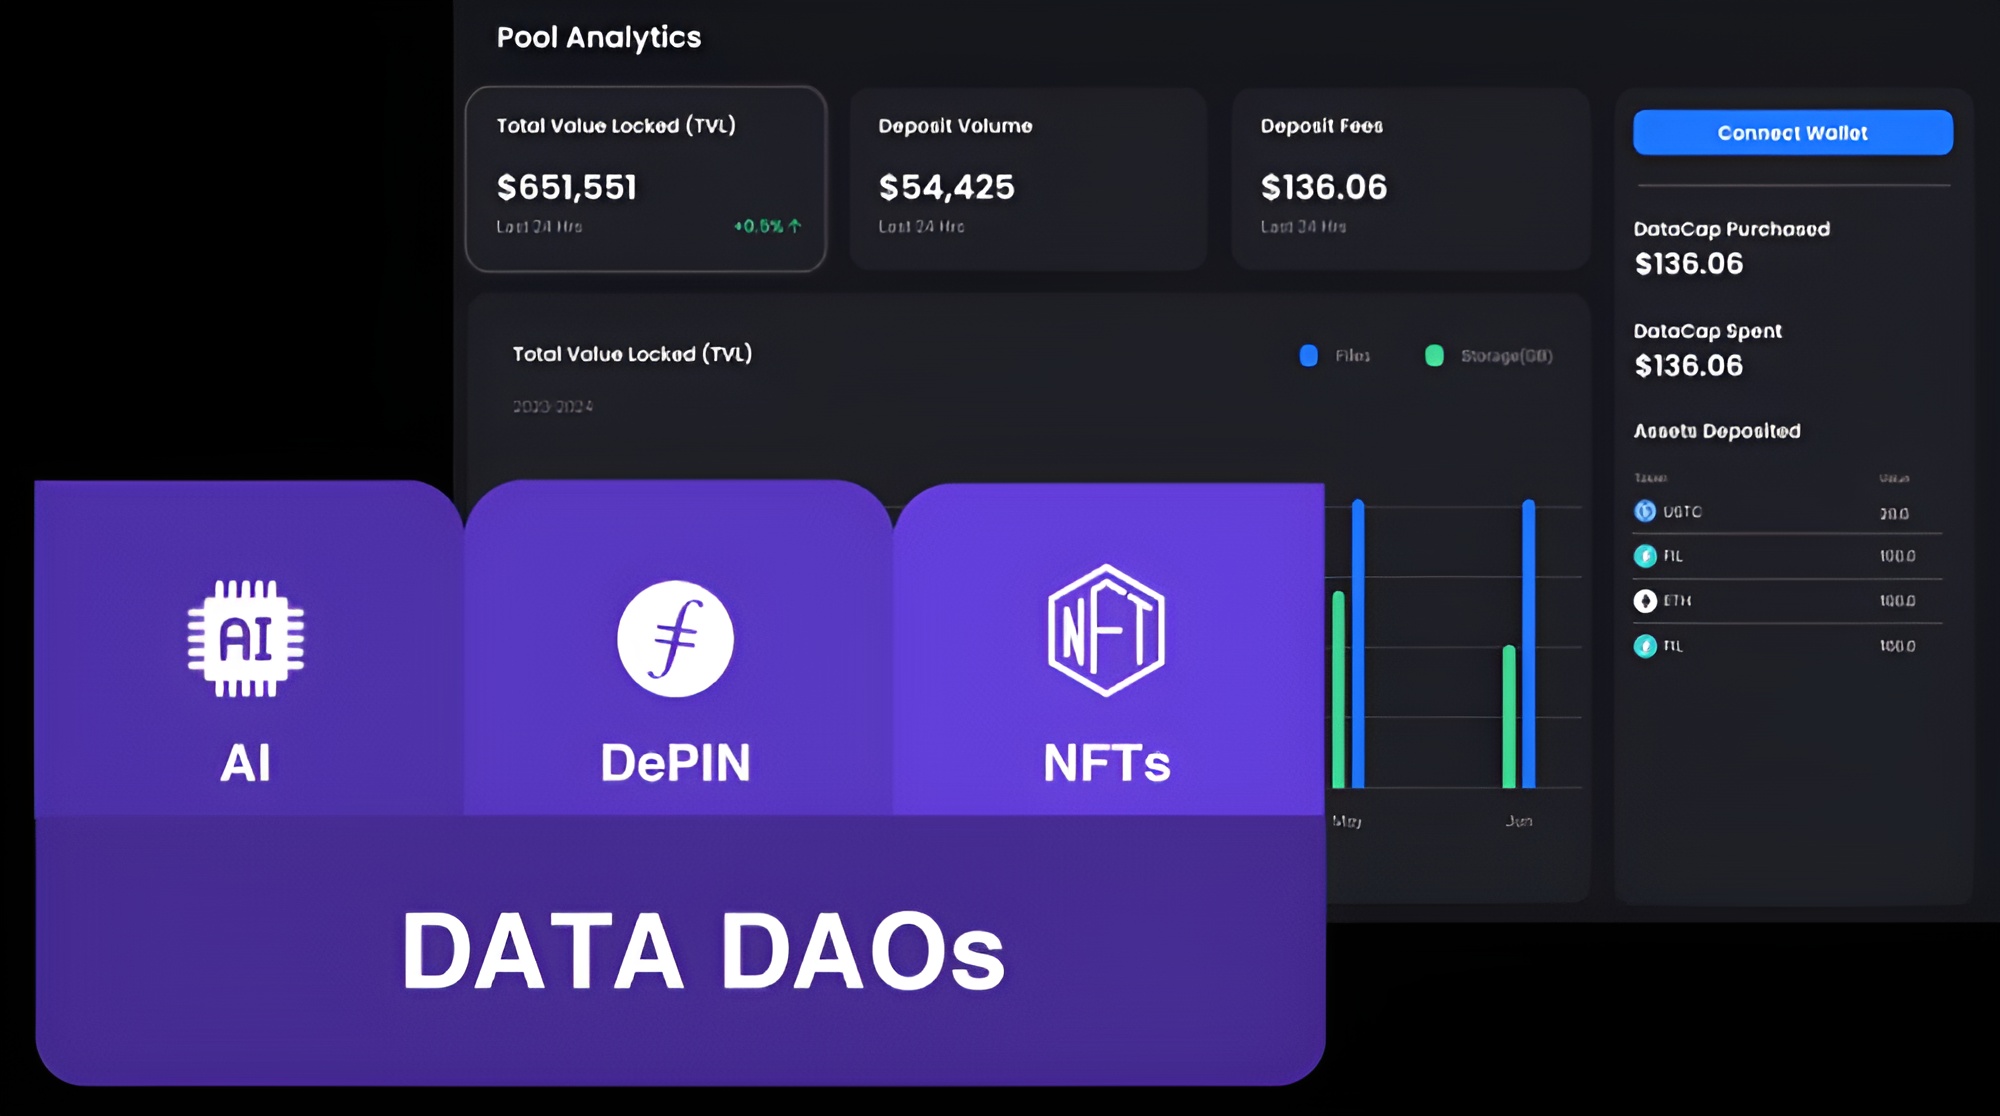 Pool Analytics
Total Value Locked (TVL)
$651,551
Last 24 Hrs
+0.5%
Deposit Volume
$54,425
Last 24 Hrs
Deposit Fees
$136.06
Last 24 Hrs
Connect Wallet
DataCap Purchased
$136.06
DataCap Spent
$136.06
Assets Deposited
Token Value
20.0
FIL 100.0
ETH 100.0
FIL 100.0
Total Value Locked (TVL)
Files
Storage(GB)
2023-2024
May
Jun
AI
AI
DePIN
NFT
NFTs
DATA DAOs